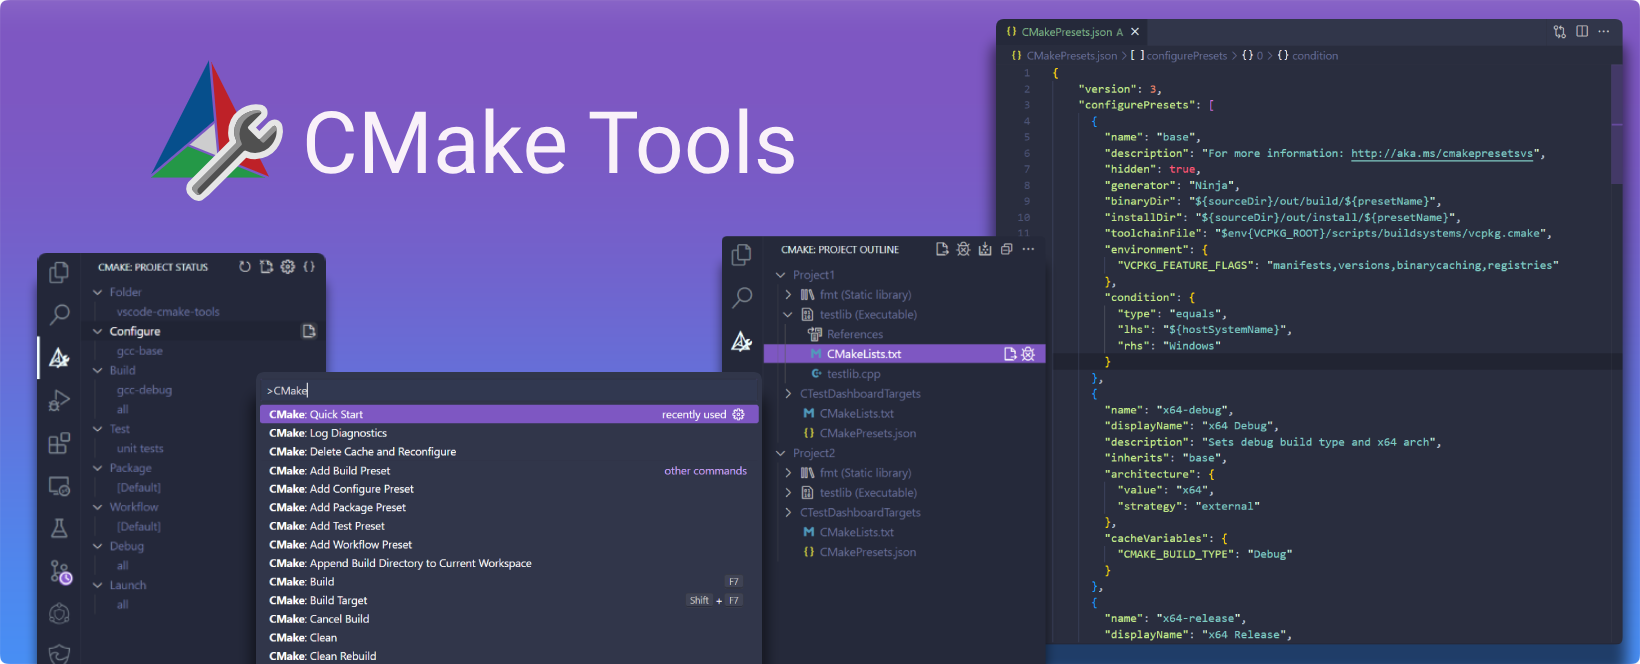 CMake Tools
CMAKE: PROJECT STATUS
Folder
vscode-cmake-tools
Configure
gcc-base
Build
gcc-debug
all
Test
unit tests
Package
[Default]
Workflow
[Default]
Debug
all
Launch
all
>CMake
CMake: Quick Start recently used
CMake: Log Diagnostics
CMake: Delete Cache and Reconfigure
CMake: Add Build Preset other commands
CMake: Add Configure Preset
CMake: Add Package Preset
CMake: Add Test Preset
CMake: Add Workflow Preset
CMake: Append Build Directory to Current Workspace
CMake: Build F7
CMake: Build Target Shift + F7
CMake: Cancel Build
CMake: Clean
CMake: Clean Rebuild
CMAKE: PROJECT OUTLINE
Project1
fmt (Static library)
testlib (Executable)
References
CMakeLists.txt
testlib.cpp
CTestDashboardTargets
CMakeLists.txt
{} CMakePresets.json
Project2
fmt (Static library)
testlib (Executable)
CTestDashboardTargets
CMakeLists.txt
{} CMakePresets.json
{} CMakePresets.json A
{} CMakePresets.json > [ ] configurePresets > {} 0 > {} condition
1 {
2 "version": 3,
3 "configurePresets": [
4 {
5 "name": "base",
6 "description": "For more information: http://aka.ms/cmakepresetsvs",
7 "hidden": true,
8 "generator": "Ninja",
9 "binaryDir": "${sourceDir}/out/build/${presetName}",
10 "installDir": "${sourceDir}/out/install/${presetName}",
11 "toolchainFile": "$env{VCPKG_ROOT}/scripts/buildsystems/vcpkg.cmake",
"environment": {
"VCPKG_FEATURE_FLAGS": "manifests,versions,binarycaching,registries"
},
"condition": {
"type": "equals",
"lhs": "${hostSystemName}",
"rhs": "Windows"
}
},
{
"name": "x64-debug",
"displayName": "x64 Debug",
"description": "Sets debug build type and x64 arch",
"inherits": "base",
"architecture": {
"value": "x64",
"strategy": "external"
},
"cacheVariables": {
"CMAKE_BUILD_TYPE": "Debug"
}
},
{
"name": "x64-release",
"displayName": "x64 Release",